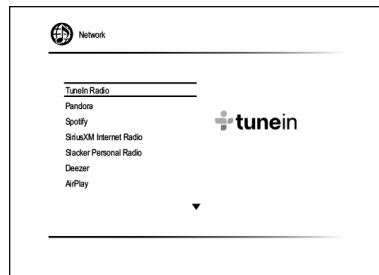 Network
TuneIn Radio
Pandora
Spotify
SiriusXM Internet Radio
Slacker Personal Radio
Deezer
AirPlay
tunein